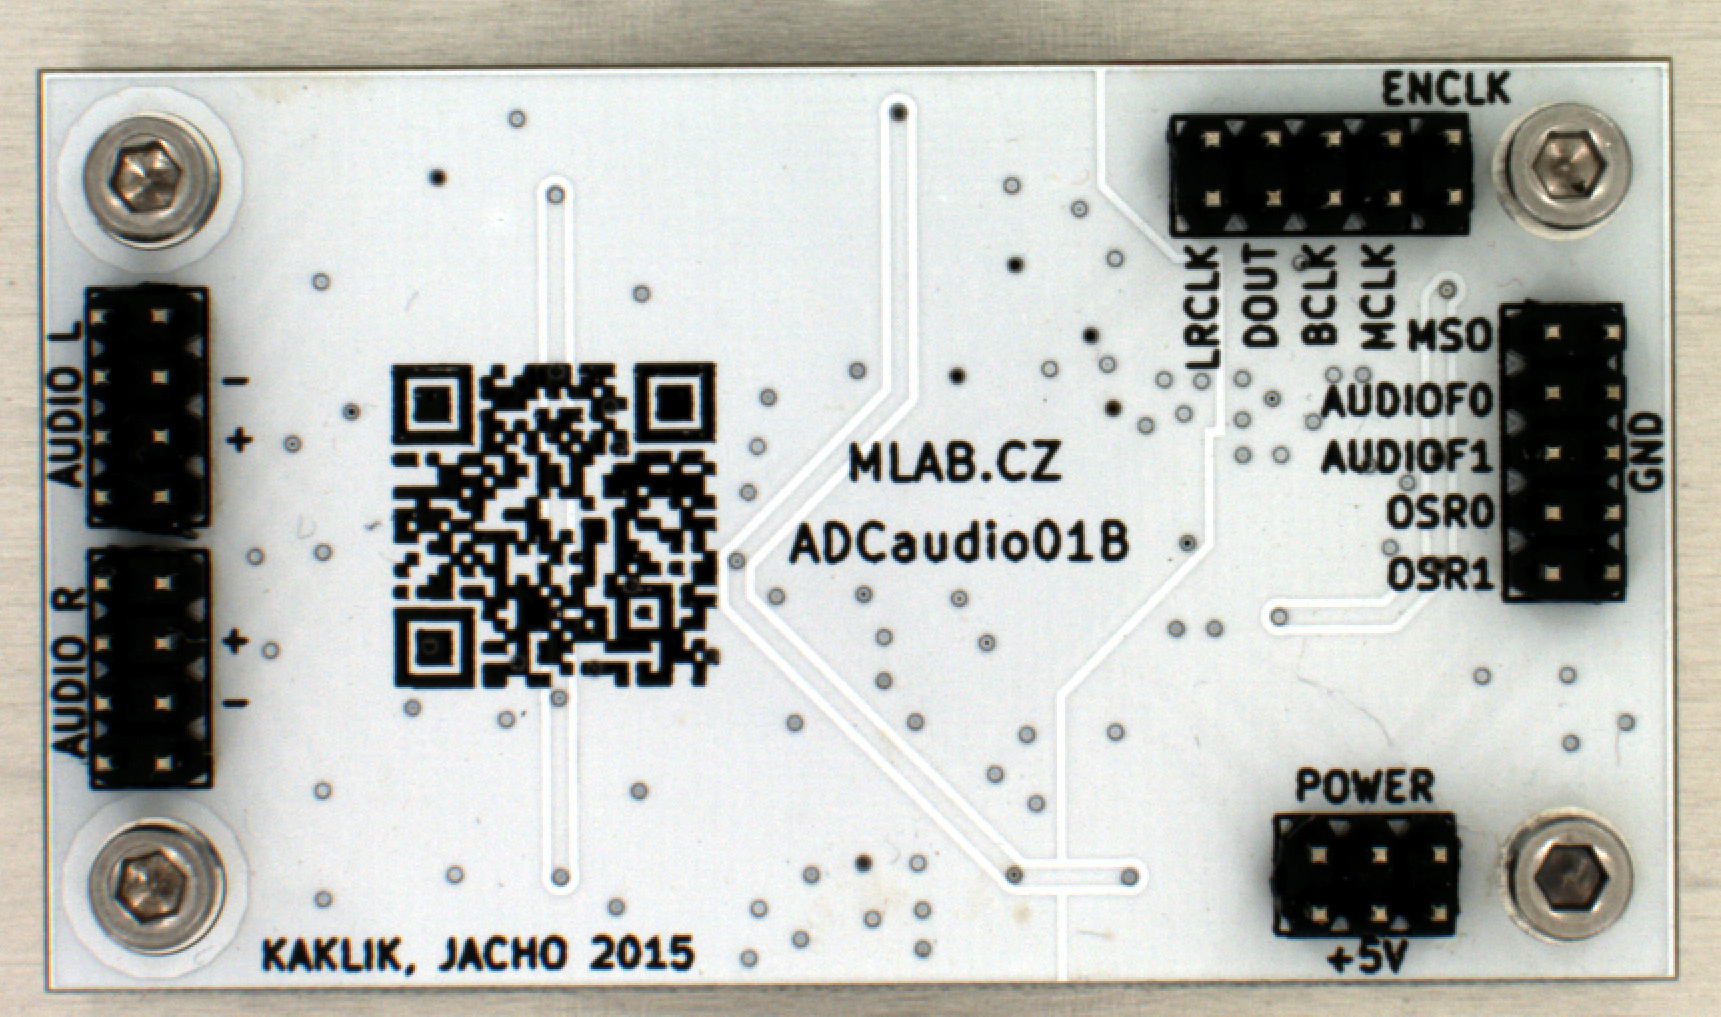 ENCLK
LRCLK
DOUT
BCLK
MCLK
MS0
AUDIOF0
AUDIOF1
OSR0
OSR1
GND
AUDIO L
-
+
AUDIO R
+
-
MLAB.CZ
ADCaudio01B
POWER
+5V
KAKLIK, JACHO 2015